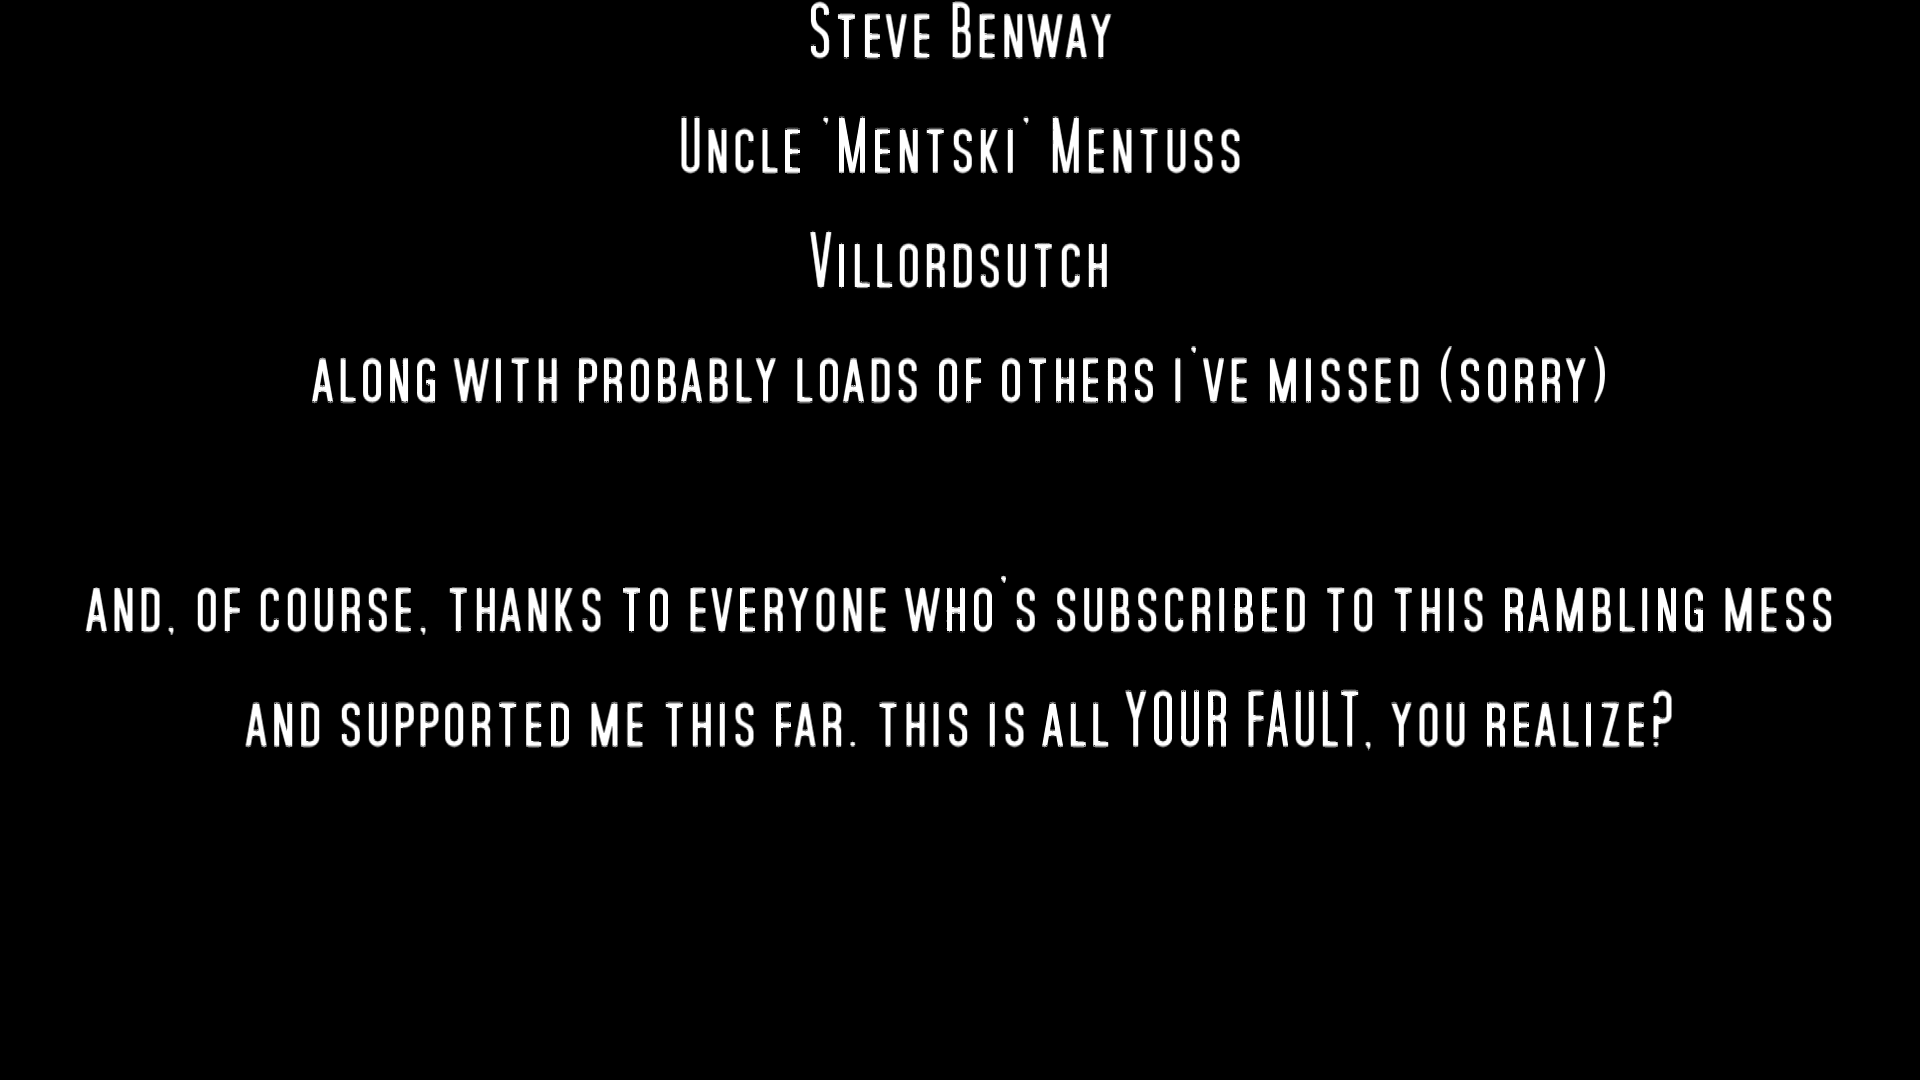 Steve Benway
Uncle 'Mentski' Mentuss
Villordsutch
along with probably loads of others i've missed (sorry)
and, of course, thanks to everyone who's subscribed to this rambling mess
and supported me this far. this is all YOUR FAULT, you realize?